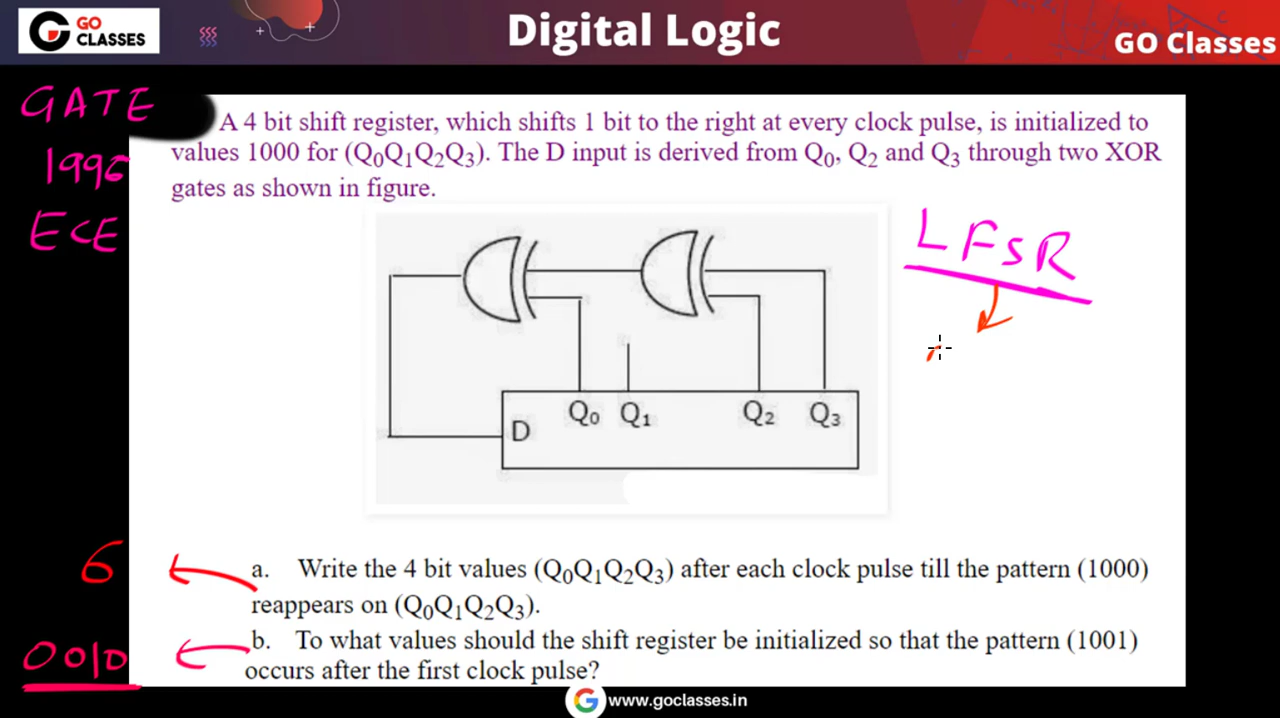 GO CLASSES
Digital Logic
GO Classes
GATE
1996
ECE
A 4 bit shift register, which shifts 1 bit to the right at every clock pulse, is initialized to
values 1000 for (Q₀Q₁Q₂Q₃). The D input is derived from Q₀, Q₂ and Q₃ through two XOR
gates as shown in figure.
LFSR
D Q₀ Q₁ Q₂ Q₃
6
a. Write the 4 bit values (Q₀Q₁Q₂Q₃) after each clock pulse till the pattern (1000)
reappears on (Q₀Q₁Q₂Q₃).
b. To what values should the shift register be initialized so that the pattern (1001)
0010
occurs after the first clock pulse?
www.goclasses.in